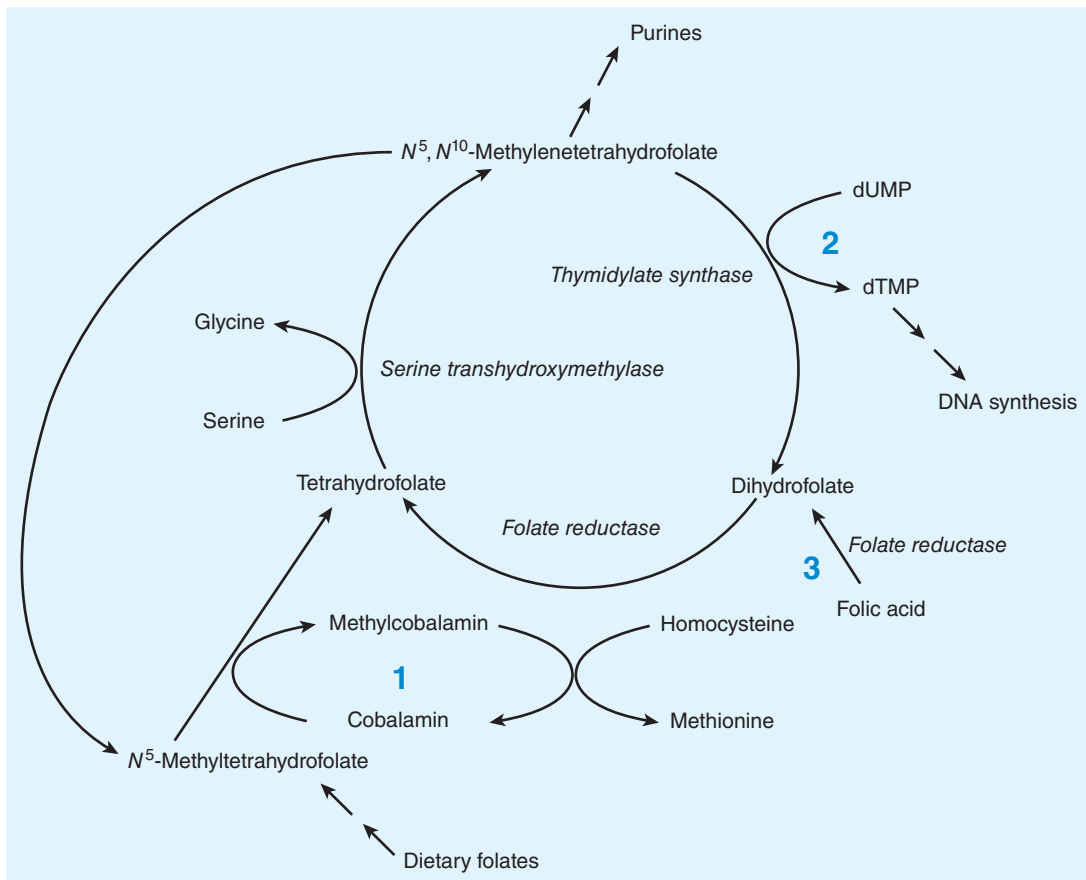 Purines
N⁵, N¹⁰-Methylenetetrahydrofolate
dUMP
2
Thymidylate synthase
dTMP
Glycine
Serine transhydroxymethylase
DNA synthesis
Serine
Tetrahydrofolate
Dihydrofolate
Folate reductase
Folate reductase
3
Folic acid
Methylcobalamin
Homocysteine
1
Cobalamin
Methionine
N⁵-Methyltetrahydrofolate
Dietary folates